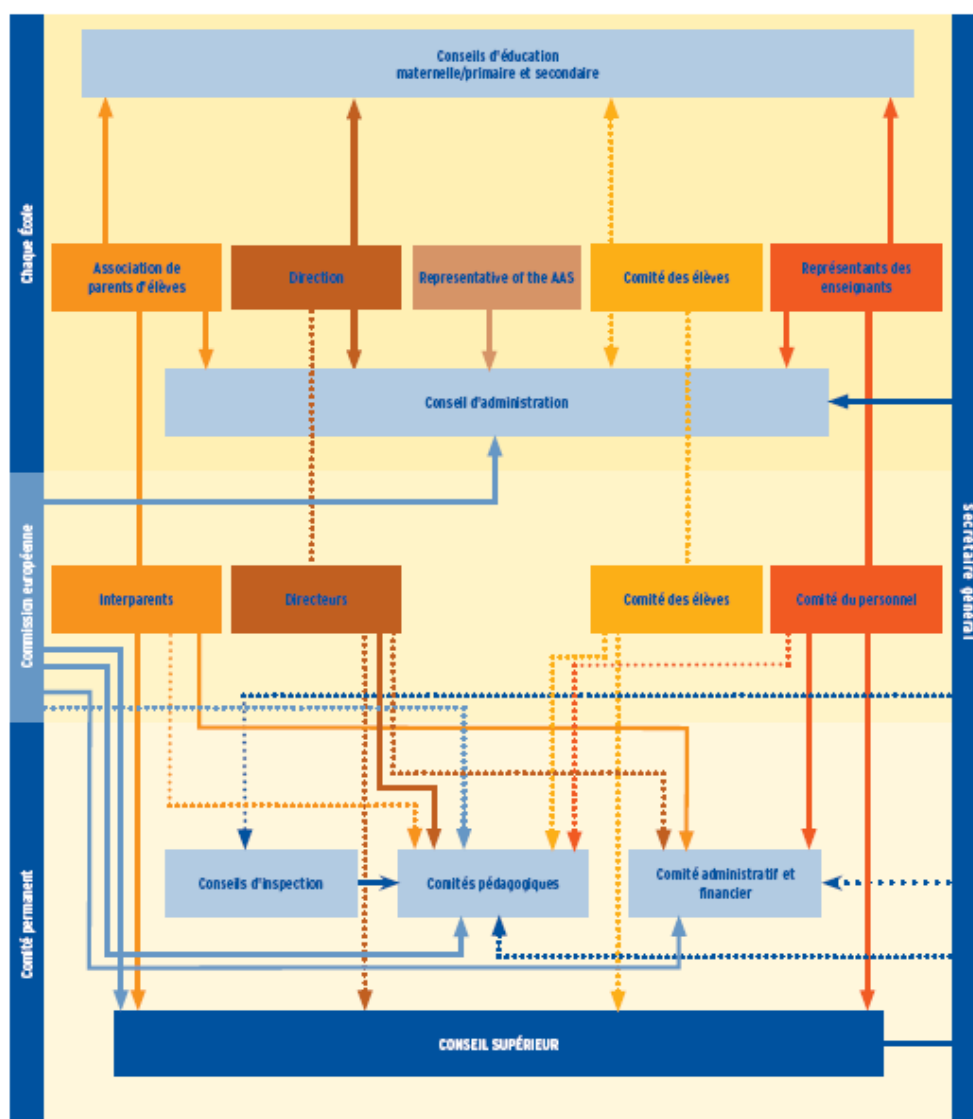 Conseils d'éducation
maternelle/primaire et secondaire
Chaque École
Association de
parents d'élèves
Direction
Representative of the AAS
Comité des élèves
Représentants des
enseignants
Conseil d'administration
Commission européenne
Secrétaire général
Interparents
Directeurs
Comité des élèves
Comité du personnel
Comité permanent
Conseils d'inspection
Comités pédagogiques
Comité administratif et
financier
CONSEIL SUPÉRIEUR